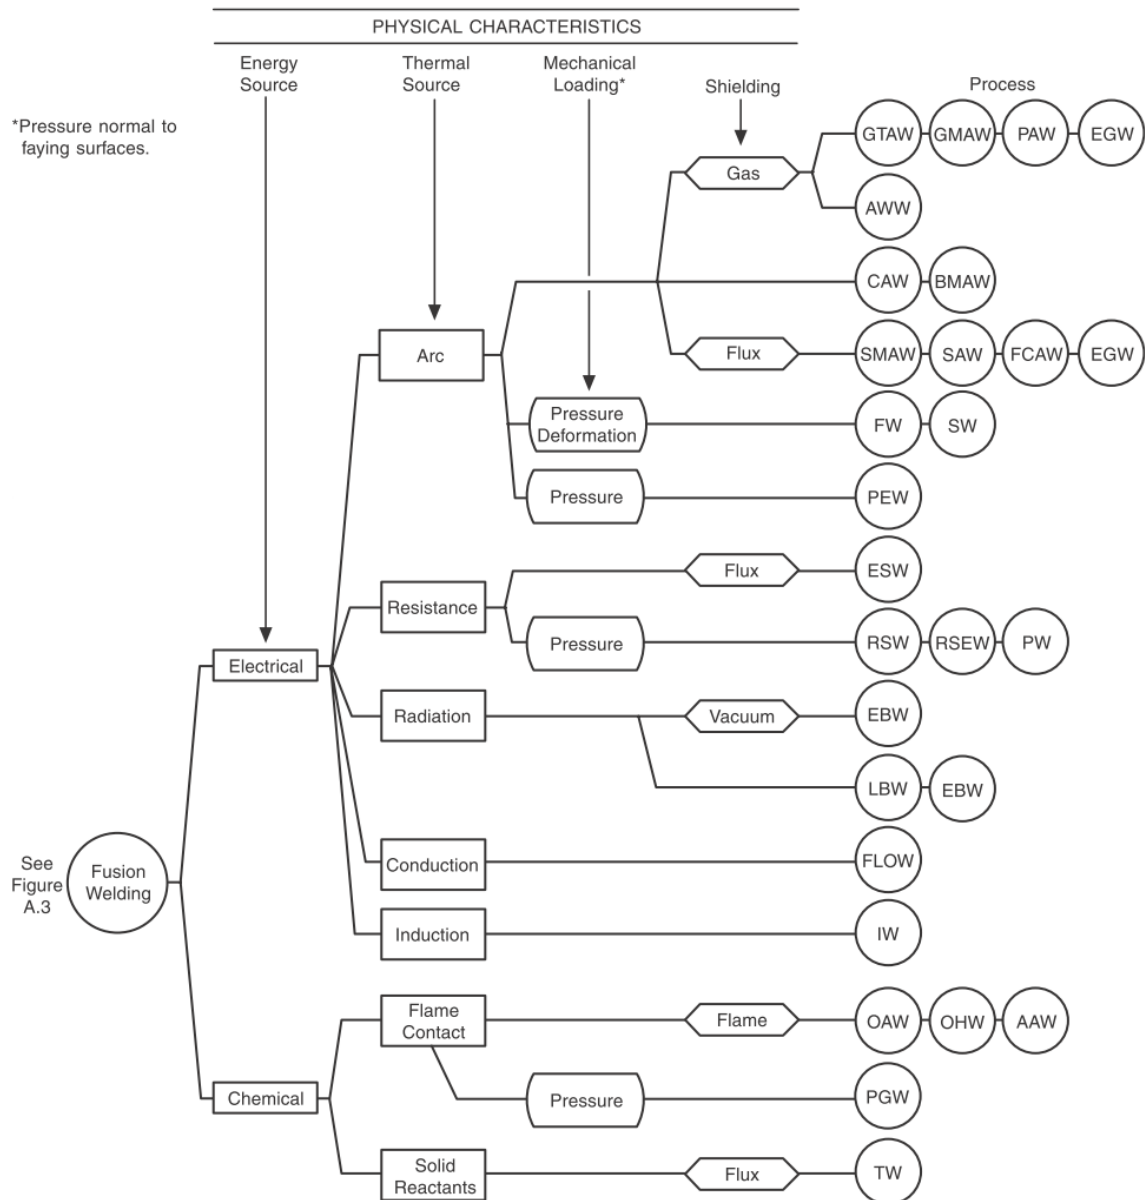 PHYSICAL CHARACTERISTICS
Energy
Source
Thermal
Source
Mechanical
Loading*
Shielding
Process
*Pressure normal to
faying surfaces.
GTAW
GMAW
PAW
EGW
Gas
AWW
CAW
BMAW
Arc
Flux
SMAW
SAW
FCAW
EGW
Pressure
Deformation
FW
SW
Pressure
PEW
Flux
ESW
Resistance
Pressure
RSW
RSEW
PW
Electrical
Radiation
Vacuum
EBW
LBW
EBW
See
Figure
A.3
Fusion
Welding
Conduction
FLOW
Induction
IW
Flame
Contact
Flame
OAW
OHW
AAW
Chemical
Pressure
PGW
Solid
Reactants
Flux
TW